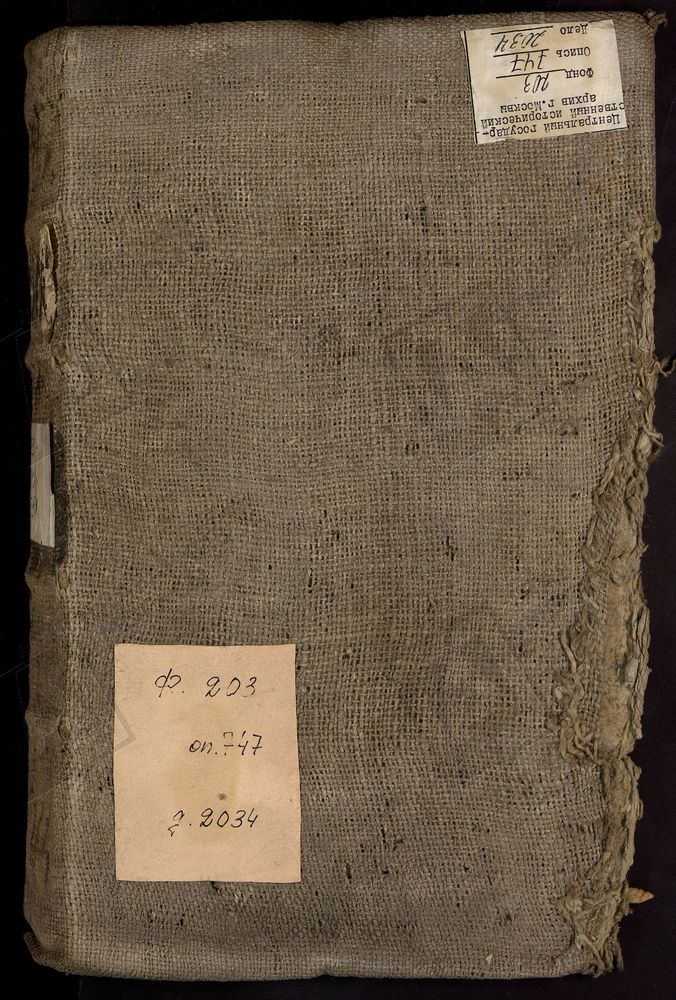 Центральный государ-
ственный исторический
архив г. Москвы
Фонд 203
Опись 747
Дело 2034
Ф. 203
оп. 747
д. 2034